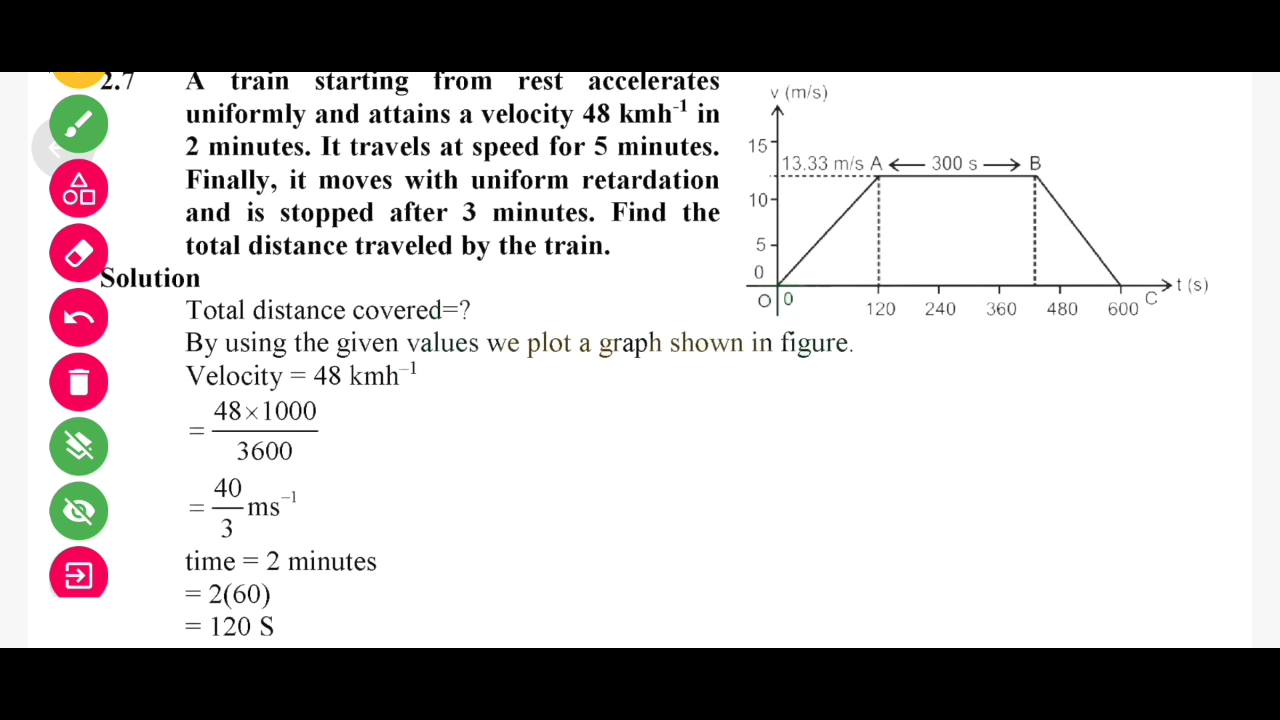 2.7 A train starting from rest accelerates
uniformly and attains a velocity 48 kmh⁻¹ in
2 minutes. It travels at speed for 5 minutes.
Finally, it moves with uniform retardation
and is stopped after 3 minutes. Find the
total distance traveled by the train.
Solution
Total distance covered=?
By using the given values we plot a graph shown in figure.
Velocity = 48 kmh⁻¹
= 48×1000 / 3600
= 40/3 ms⁻¹
time = 2 minutes
= 2(60)
= 120 S
v (m/s)
15
13.33 m/s A 300 s B
10
5
0
O 0 120 240 360 480 600 C t (s)